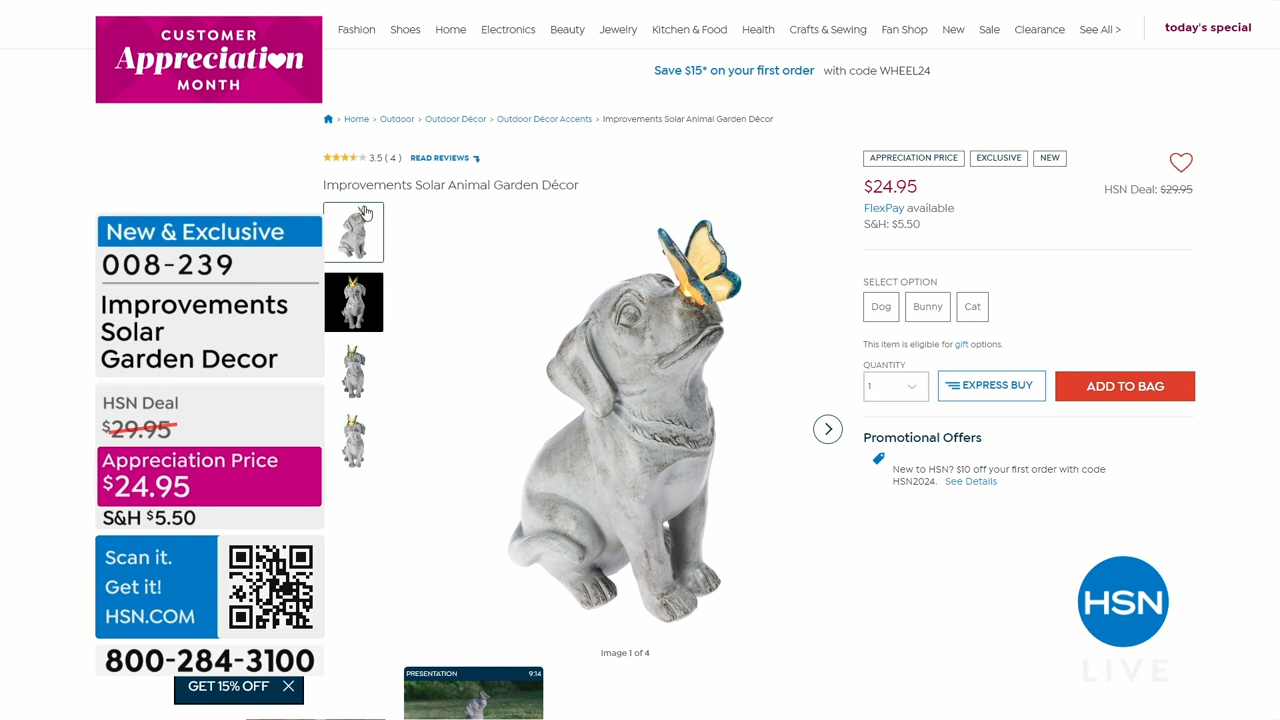 CUSTOMER
Appreciation
MONTH
Fashion Shoes Home Electronics Beauty Jewelry Kitchen & Food Health Crafts & Sewing Fan Shop New Sale Clearance See All >
today's special
Save $15* on your first order with code WHEEL24
> Home > Outdoor > Outdoor Décor > Outdoor Décor Accents > Improvements Solar Animal Garden Décor
3.5 ( 4 ) READ REVIEWS
Improvements Solar Animal Garden Décor
APPRECIATION PRICE EXCLUSIVE NEW
$24.95
HSN Deal: $29.95
FlexPay available
S&H: $5.50
SELECT OPTION
Dog Bunny Cat
This item is eligible for gift options.
QUANTITY
1
EXPRESS BUY
ADD TO BAG
Promotional Offers
New to HSN? $10 off your first order with code
HSN2024. See Details
New & Exclusive
008-239
Improvements
Solar
Garden Decor
HSN Deal
$29.95
Appreciation Price
$24.95
S&H $5.50
Scan it.
Get it!
HSN.COM
800-284-3100
GET 15% OFF
Image 1 of 4
PRESENTATION 9:14
HSN
LIVE